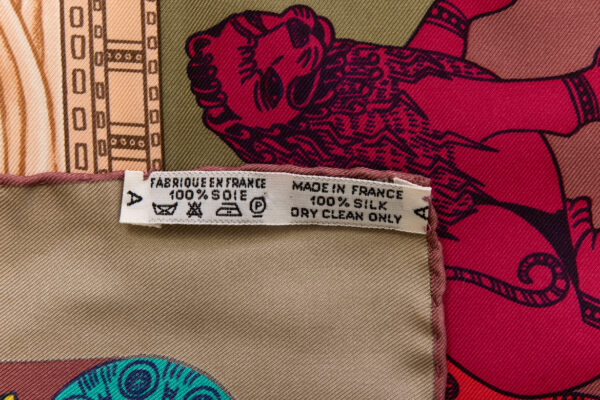 A
FABRIQUE EN FRANCE
100% SOIE
P
MADE IN FRANCE
100% SILK
DRY CLEAN ONLY
A